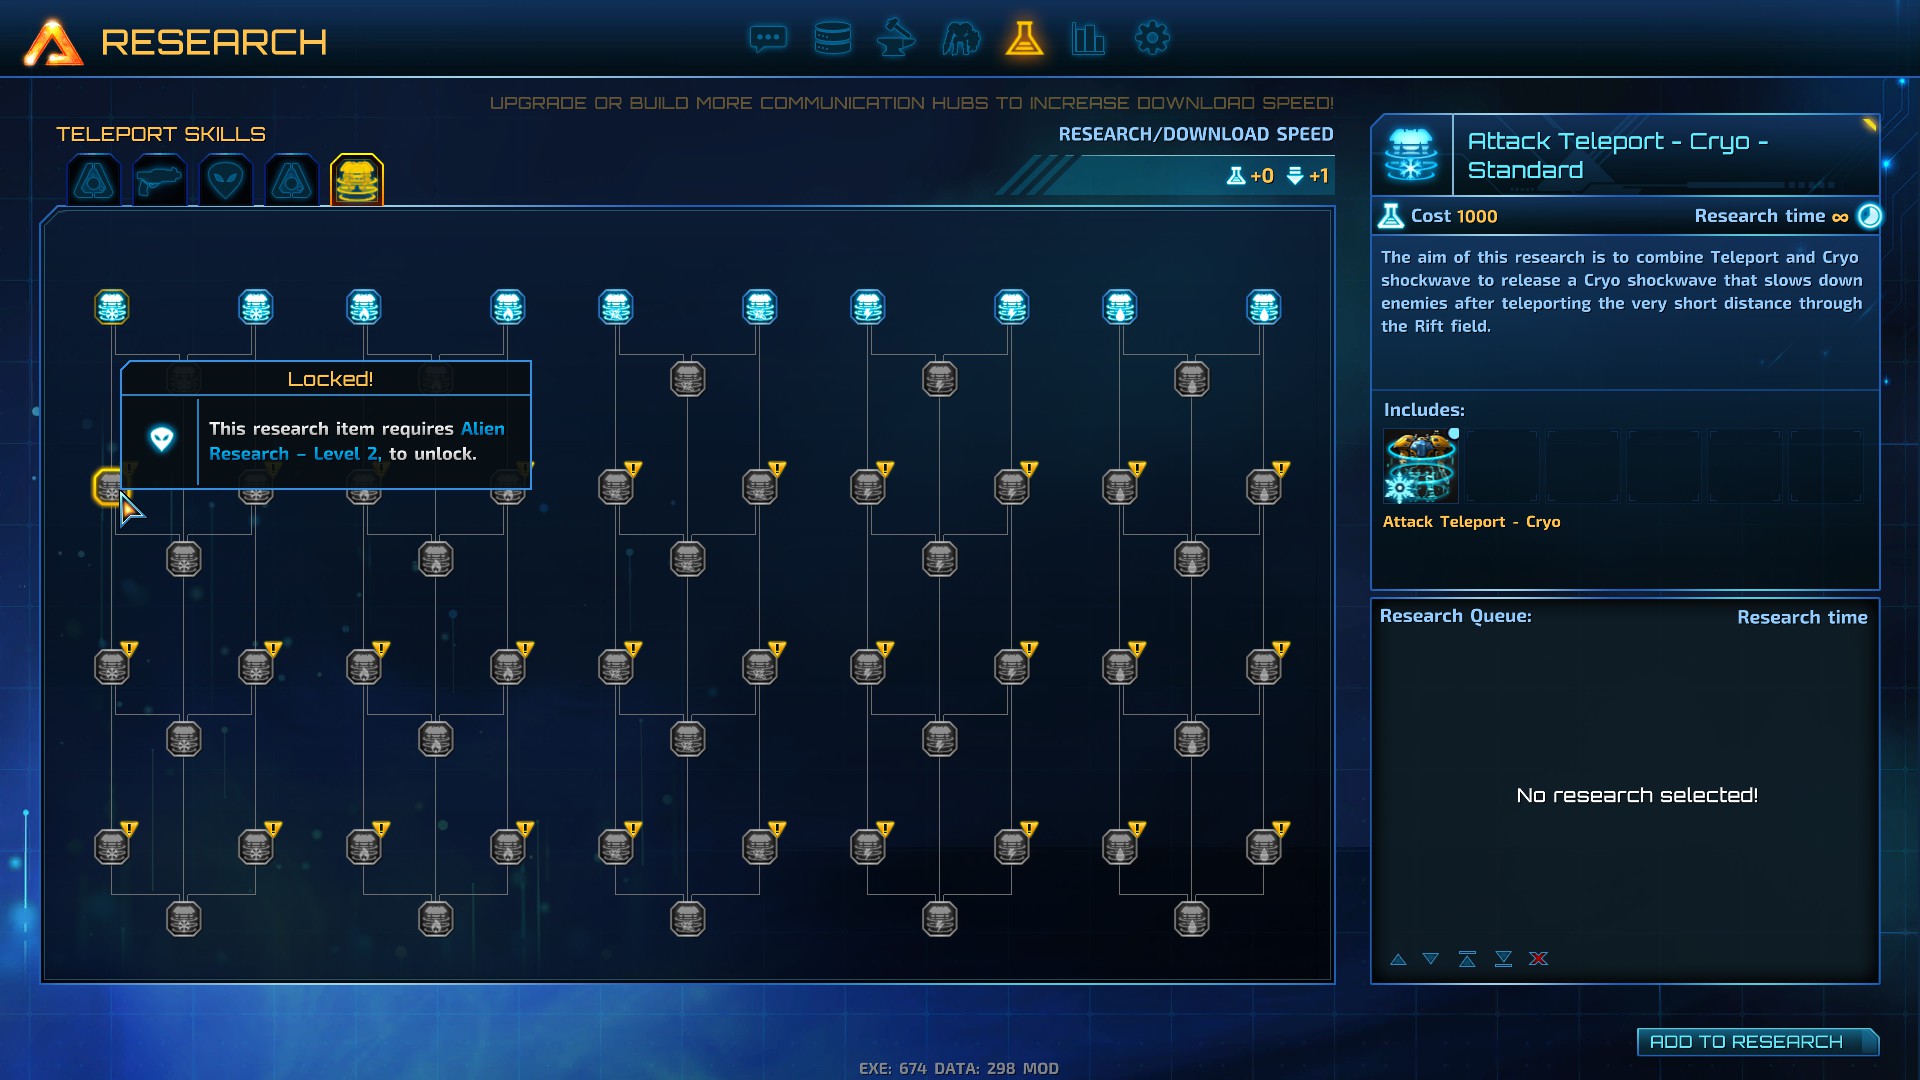 RESEARCH
UPGRADE OR BUILD MORE COMMUNICATION HUBS TO INCREASE DOWNLOAD SPEED!
TELEPORT SKILLS
RESEARCH/DOWNLOAD SPEED
+0 +1
Locked!
This research item requires Alien
Research – Level 2, to unlock.
Attack Teleport - Cryo -
Standard
Cost 1000
Research time ∞
The aim of this research is to combine Teleport and Cryo
shockwave to release a Cryo shockwave that slows down
enemies after teleporting the very short distance through
the Rift field.
Includes:
Attack Teleport - Cryo
Research Queue:
Research time
No research selected!
ADD TO RESEARCH
EXE: 674 DATA: 298 MOD